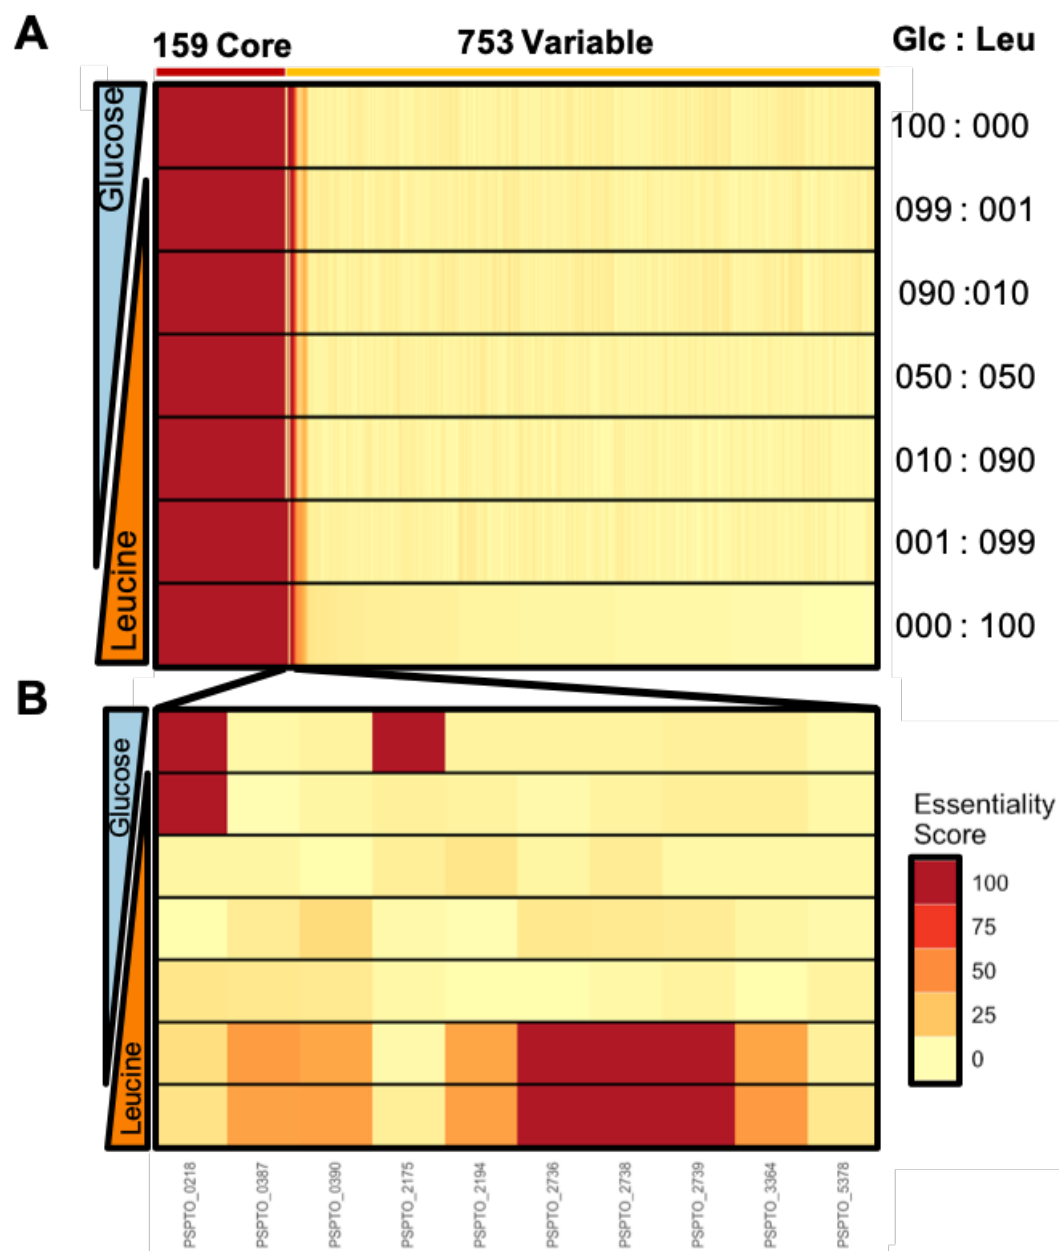 A
159 Core
753 Variable
Glc : Leu
Glucose
Leucine
100 : 000
099 : 001
090 :010
050 : 050
010 : 090
001 : 099
000 : 100
B
Glucose
Leucine
Essentiality
Score
100
75
50
25
0
PSPTO_0218
PSPTO_0387
PSPTO_0390
PSPTO_2175
PSPTO_2194
PSPTO_2736
PSPTO_2738
PSPTO_2739
PSPTO_3364
PSPTO_5378